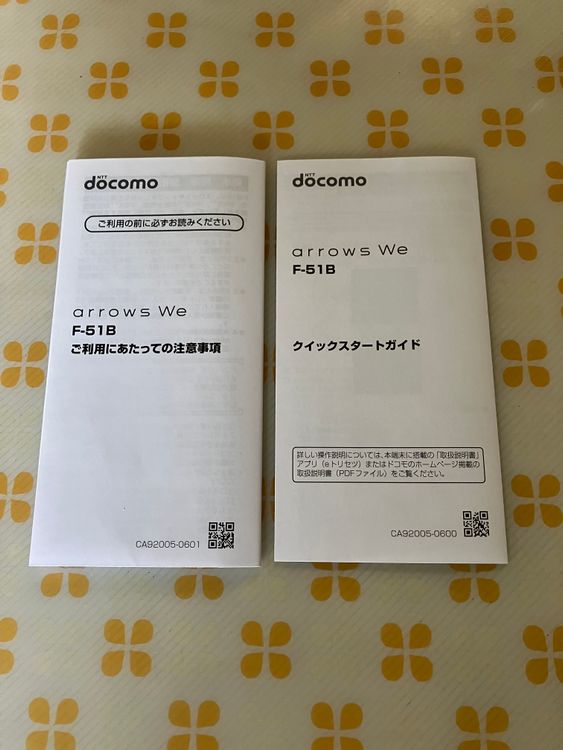 NTT
docomo
ご利用の前に必ずお読みください
arrows We
F-51B
ご利用にあたっての注意事項
CA92005-0601
NTT
docomo
arrows We
F-51B
クイックスタートガイド
詳しい操作説明については、本端末に搭載の「取扱説明書」
アプリ（eトリセツ）またはドコモのホームページ掲載の
取扱説明書（PDFファイル）をご覧ください。
CA92005-0600